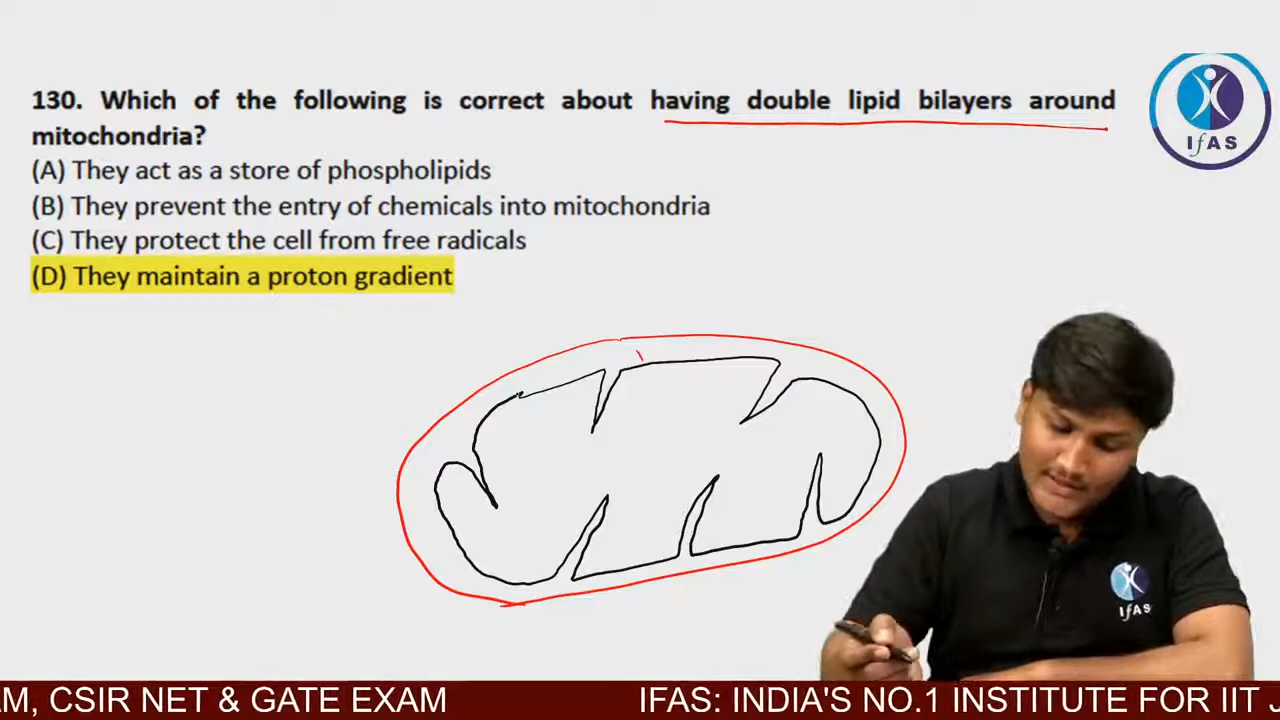 130. Which of the following is correct about having double lipid bilayers around
mitochondria?
(A) They act as a store of phospholipids
(B) They prevent the entry of chemicals into mitochondria
(C) They protect the cell from free radicals
(D) They maintain a proton gradient
IfAS
IfAS
AM, CSIR NET & GATE EXAM IFAS: INDIA'S NO.1 INSTITUTE FOR IIT J